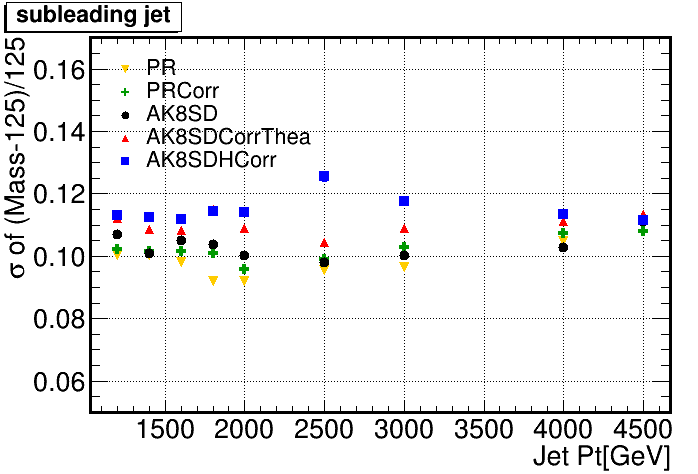 subleading jet
σ of (Mass-125)/125
0.16
0.14
0.12
0.10
0.08
0.06
PR
PRCorr
AK8SD
AK8SDCorrThea
AK8SDHCorr
1500 2000 2500 3000 3500 4000 4500
Jet Pt[GeV]